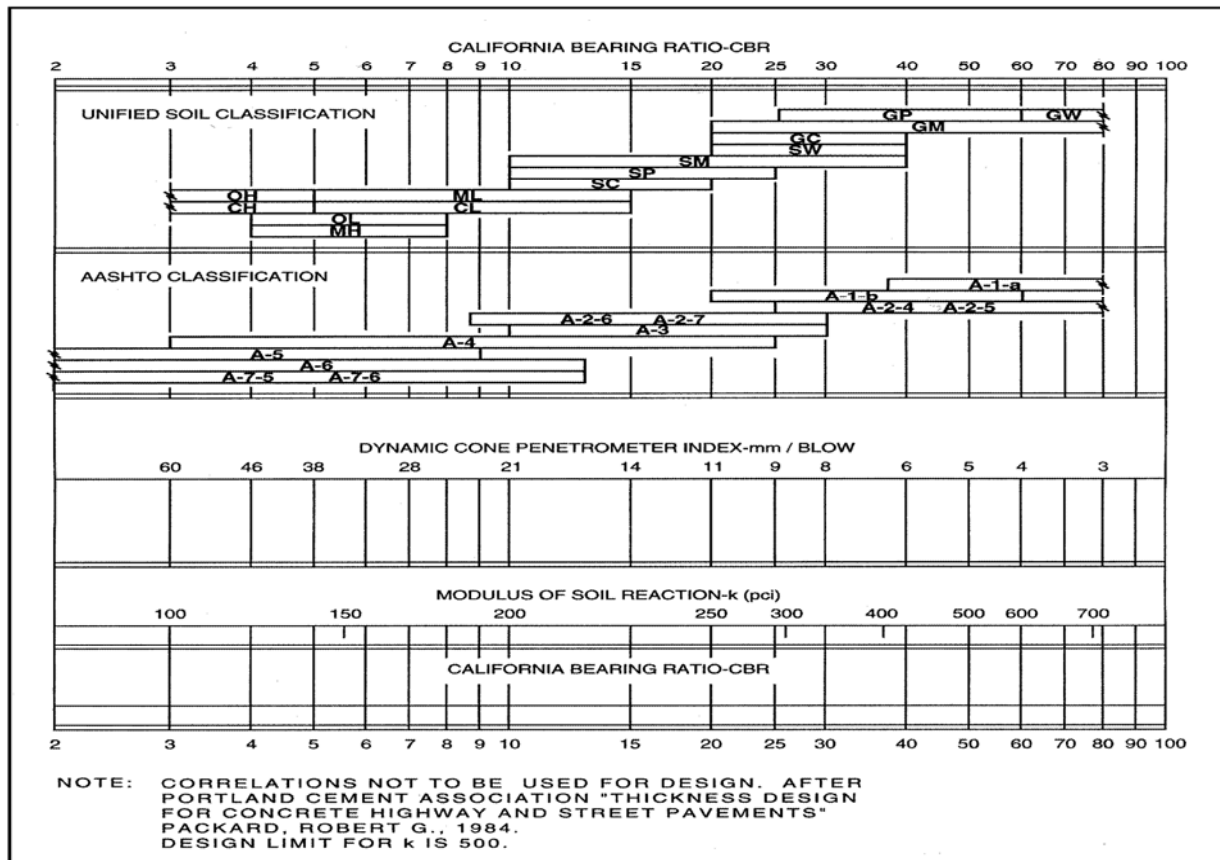 CALIFORNIA BEARING RATIO-CBR
2 3 4 5 6 7 8 9 10 15 20 25 30 40 50 60 70 80 90 100
UNIFIED SOIL CLASSIFICATION
GP GW
GM
GC
SW
SM
SP
SC
OH ML
CH CL
OL
MH
AASHTO CLASSIFICATION
A-1-a
A-1-b
A-2-4 A-2-5
A-2-6 A-2-7
A-3
A-4
A-5
A-6
A-7-5 A-7-6
DYNAMIC CONE PENETROMETER INDEX-mm / BLOW
60 46 38 28 21 14 11 9 8 6 5 4 3
MODULUS OF SOIL REACTION-k (pci)
100 150 200 250 300 400 500 600 700
CALIFORNIA BEARING RATIO-CBR
2 3 4 5 6 7 8 9 10 15 20 25 30 40 50 60 70 80 90 100
NOTE: CORRELATIONS NOT TO BE USED FOR DESIGN. AFTER
PORTLAND CEMENT ASSOCIATION "THICKNESS DESIGN
FOR CONCRETE HIGHWAY AND STREET PAVEMENTS"
PACKARD, ROBERT G., 1984.
DESIGN LIMIT FOR k IS 500.